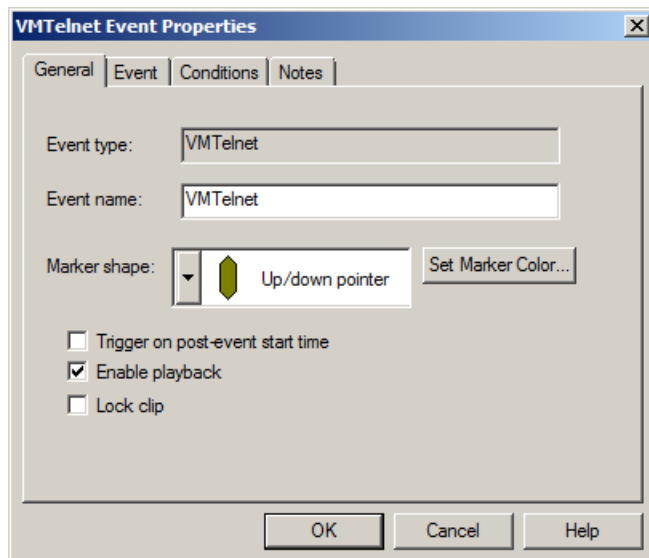 VMTelnet Event Properties
General Event Conditions Notes
Event type: VMTelnet
Event name: VMTelnet
Marker shape: Up/down pointer Set Marker Color...
Trigger on post-event start time
Enable playback
Lock clip
OK Cancel Help